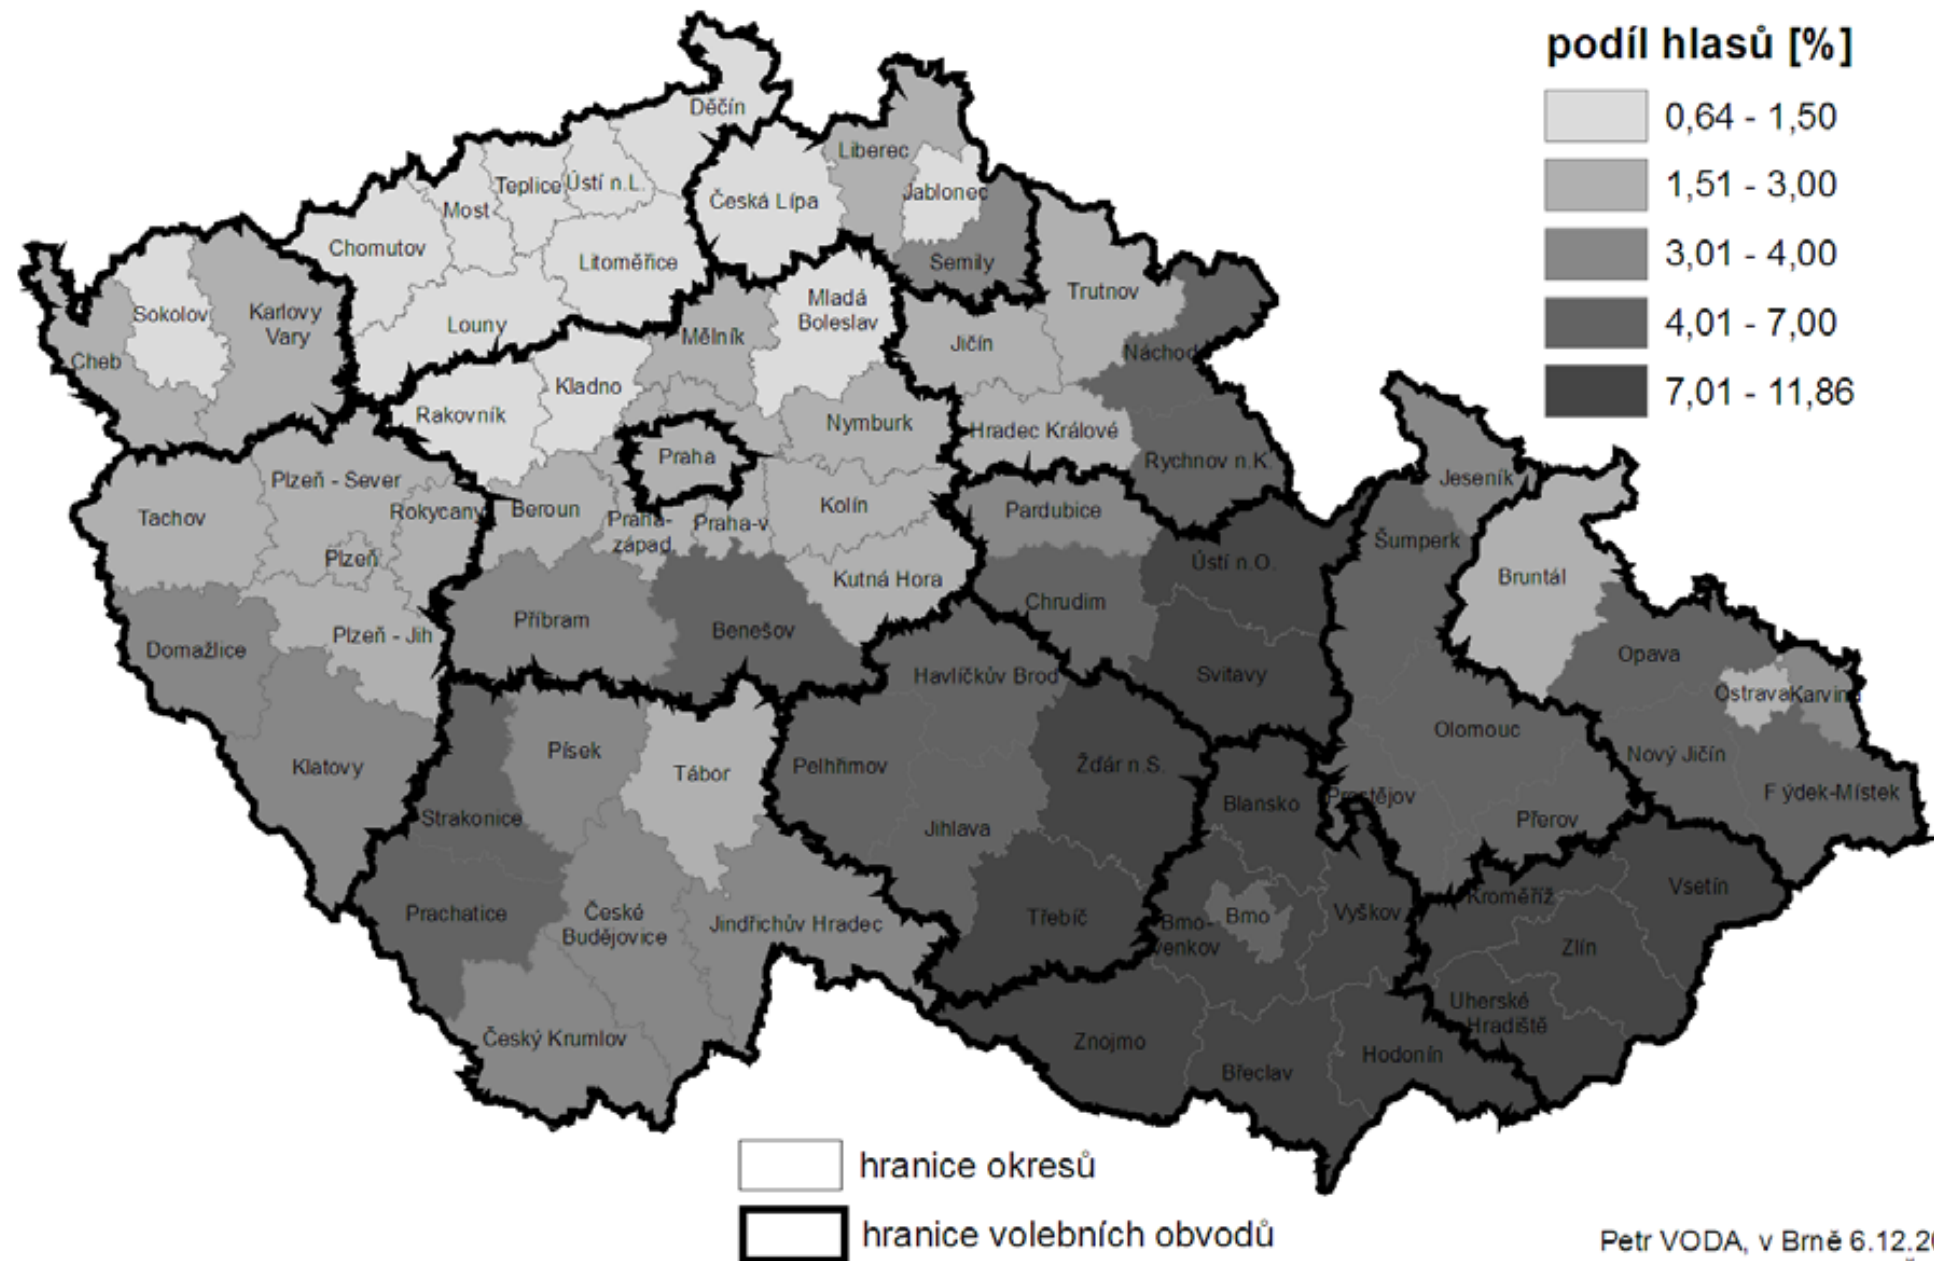 podíl hlasů [%]
0,64 - 1,50
1,51 - 3,00
3,01 - 4,00
4,01 - 7,00
7,01 - 11,86
Děčín
Liberec
Teplice
Ústí n.L.
Česká Lípa
Jablonec
Most
Chomutov
Litoměřice
Semily
Trutnov
Sokolov
Karlovy
Vary
Mladá
Boleslav
Louny
Mělník
Jičín
Náchod
Cheb
Kladno
Rakovník
Nymburk
Hradec Králové
Praha
Rychnov n.K.
Plzeň - Sever
Jeseník
Tachov
Rokycany
Beroun
Praha-
západ
Praha-v
Kolín
Pardubice
Šumperk
Plzeň
Ústí n.O.
Bruntál
Kutná Hora
Chrudim
Příbram
Benešov
Plzeň - Jih
Domažlice
Opava
Havlíčkův Brod
Svitavy
Ostrava
Karviná
Olomouc
Písek
Tábor
Klatovy
Pelhřimov
Žďár n.S.
Nový Jičín
Blansko
Prostějov
F ýdek-Místek
Strakonice
Jihlava
Přerov
Vsetín
Kroměříž
Prachatice
České
Budějovice
Jindřichův Hradec
Třebíč
Brno-
venkov
Brno
Vyškov
Zlín
Uherské
Hradiště
Český Krumlov
Znojmo
Břeclav
Hodonín
hranice okresů
hranice volebních obvodů
Petr VODA, v Brně 6.12.20